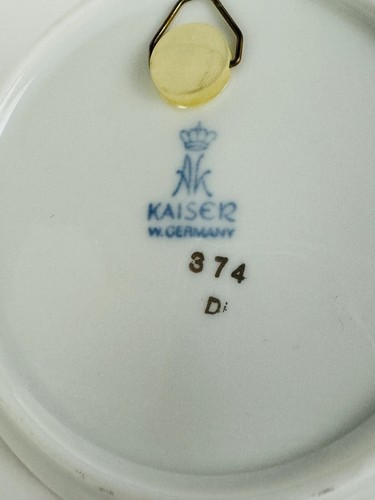 AK
KAISER
W. GERMANY
374
Di